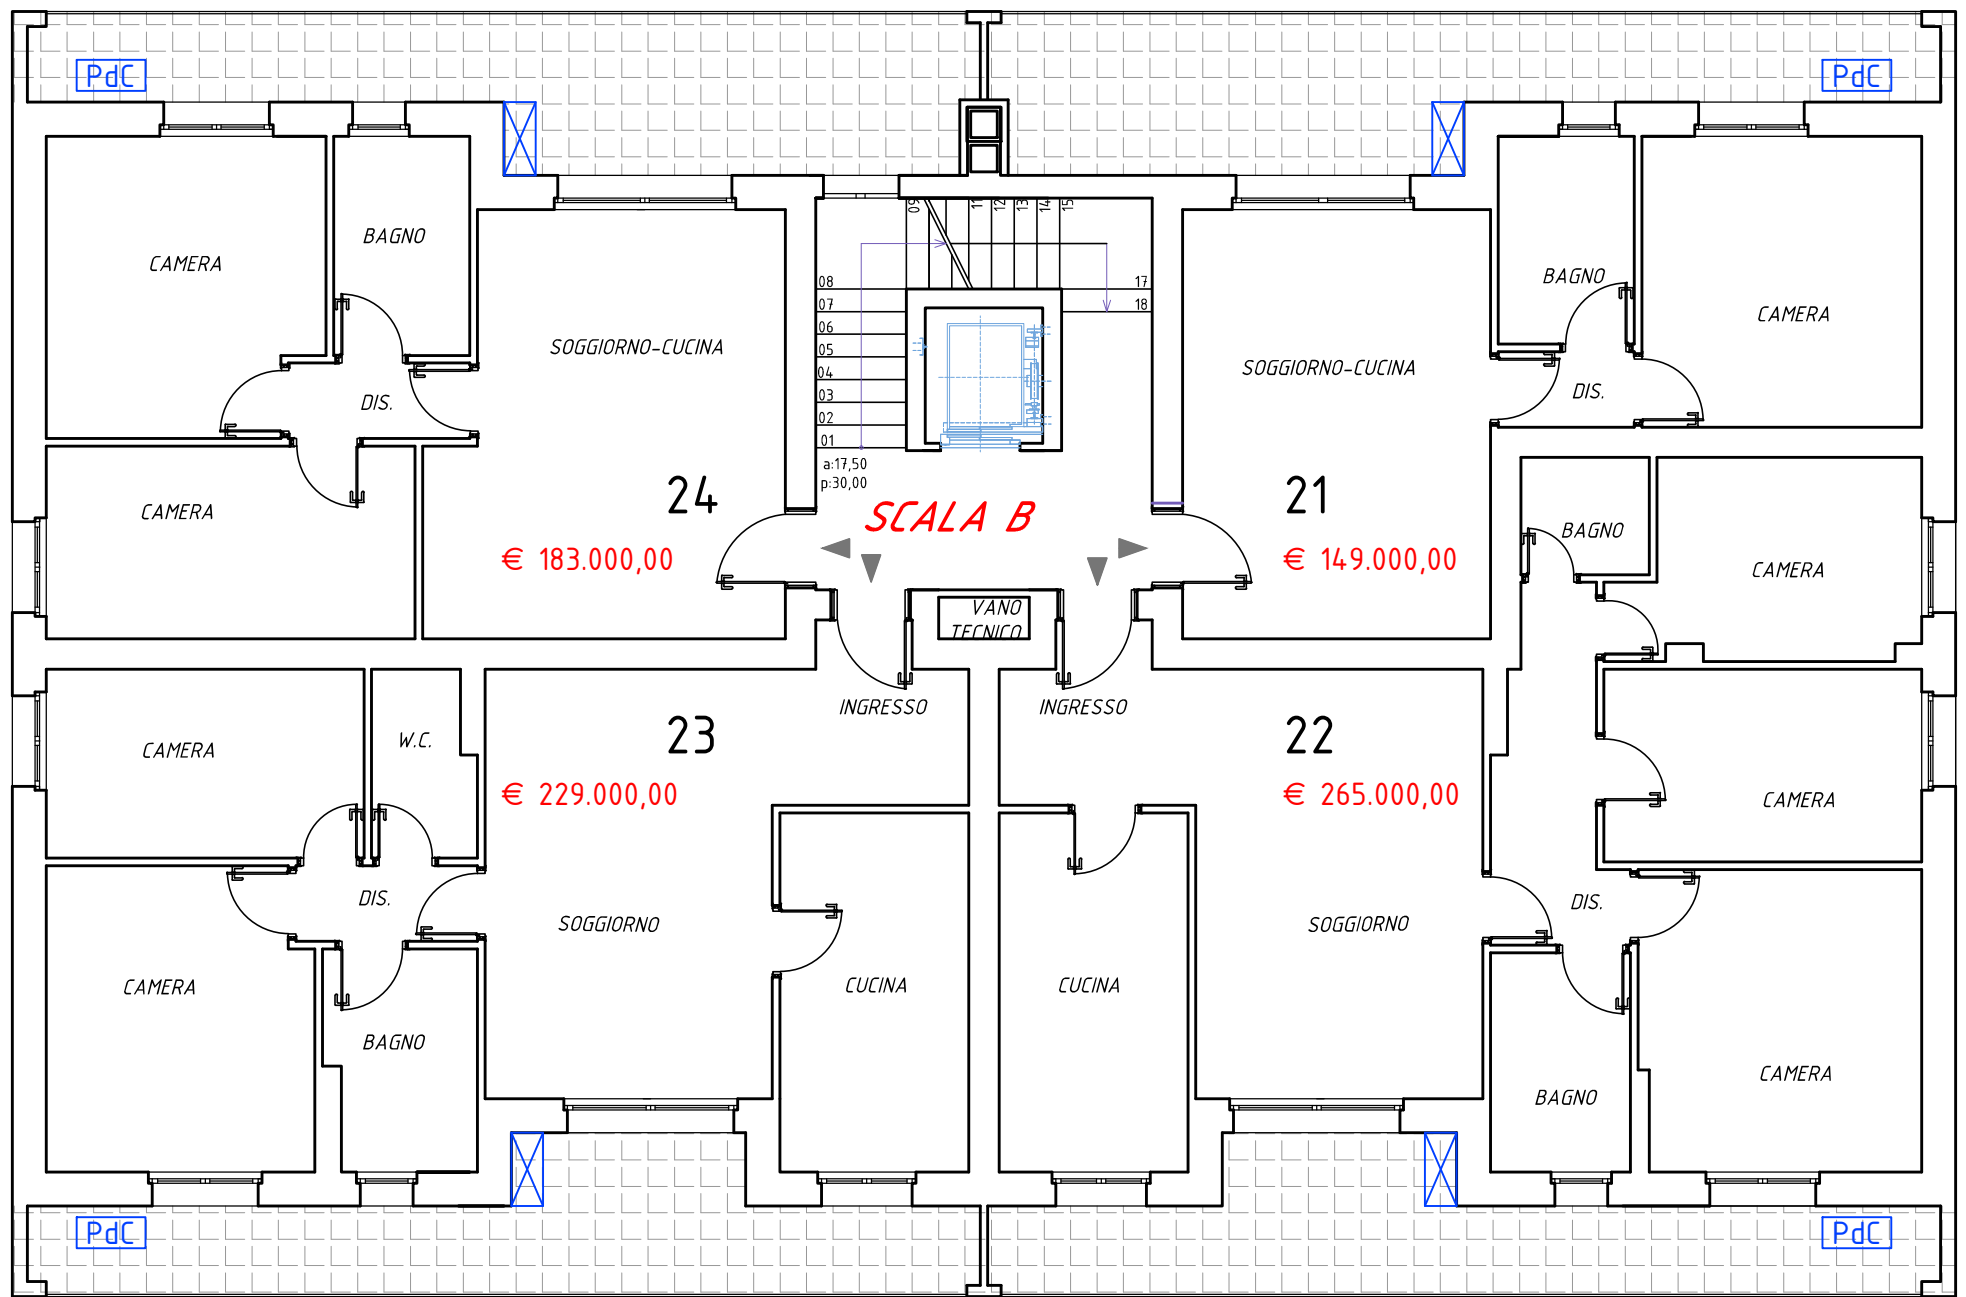 PdC
PdC
BAGNO
CAMERA
09
11
12
13
14
15
BAGNO
CAMERA
08
17
07
18
06
05
04
03
02
01
SOGGIORNO-CUCINA
SOGGIORNO-CUCINA
DIS.
DIS.
a:17,50
p:30,00
24
21
SCALA B
CAMERA
BAGNO
CAMERA
€ 183.000,00
€ 149.000,00
VANO
TECNICO
INGRESSO
INGRESSO
23
22
W.C.
CAMERA
€ 229.000,00
€ 265.000,00
CAMERA
DIS.
DIS.
SOGGIORNO
SOGGIORNO
CAMERA
CUCINA
CUCINA
BAGNO
CAMERA
BAGNO
PdC
PdC